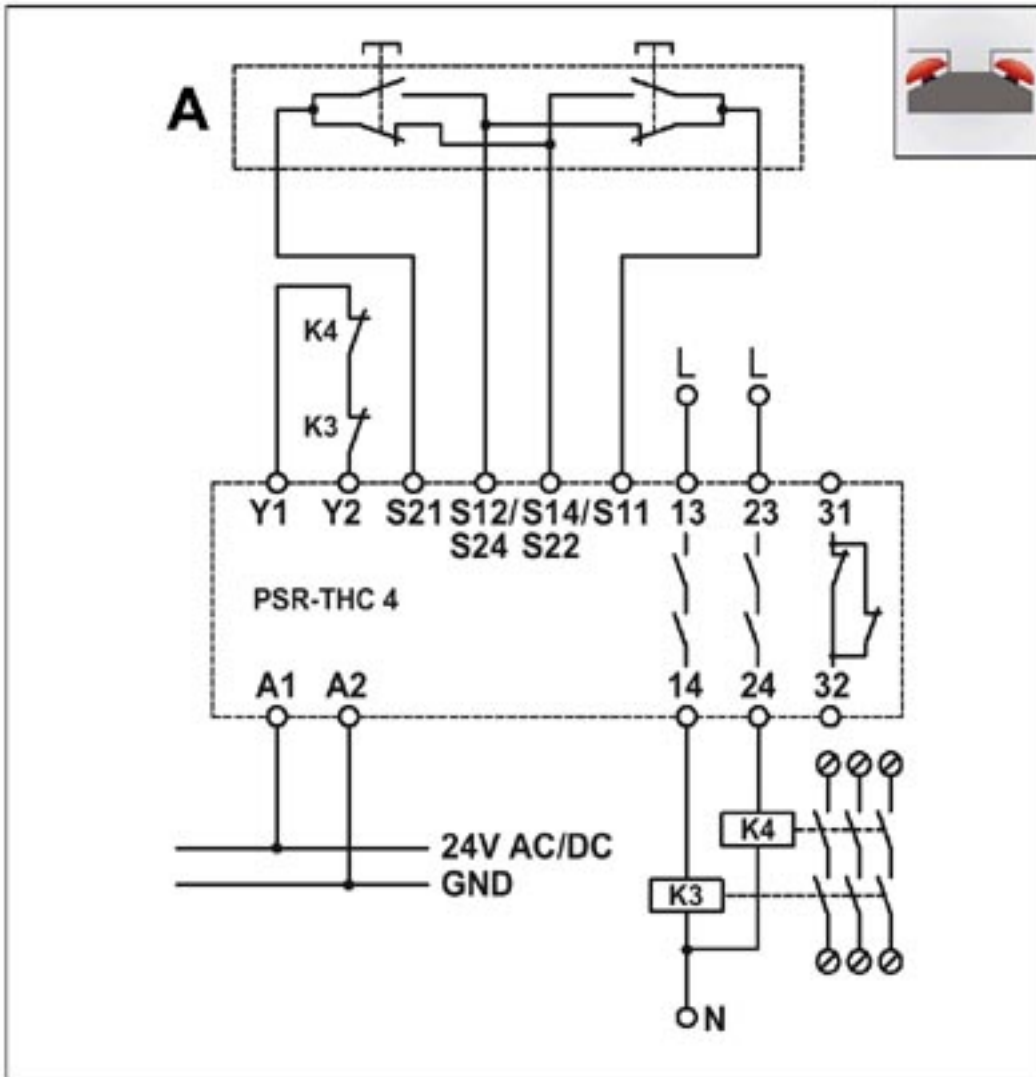 A
K4
K3
L L
Y1 Y2 S21 S12/ S14/ S11 13 23 31
S24 S22
PSR-THC 4
A1 A2 14 24 32
24V AC/DC
GND
K4
K3
N